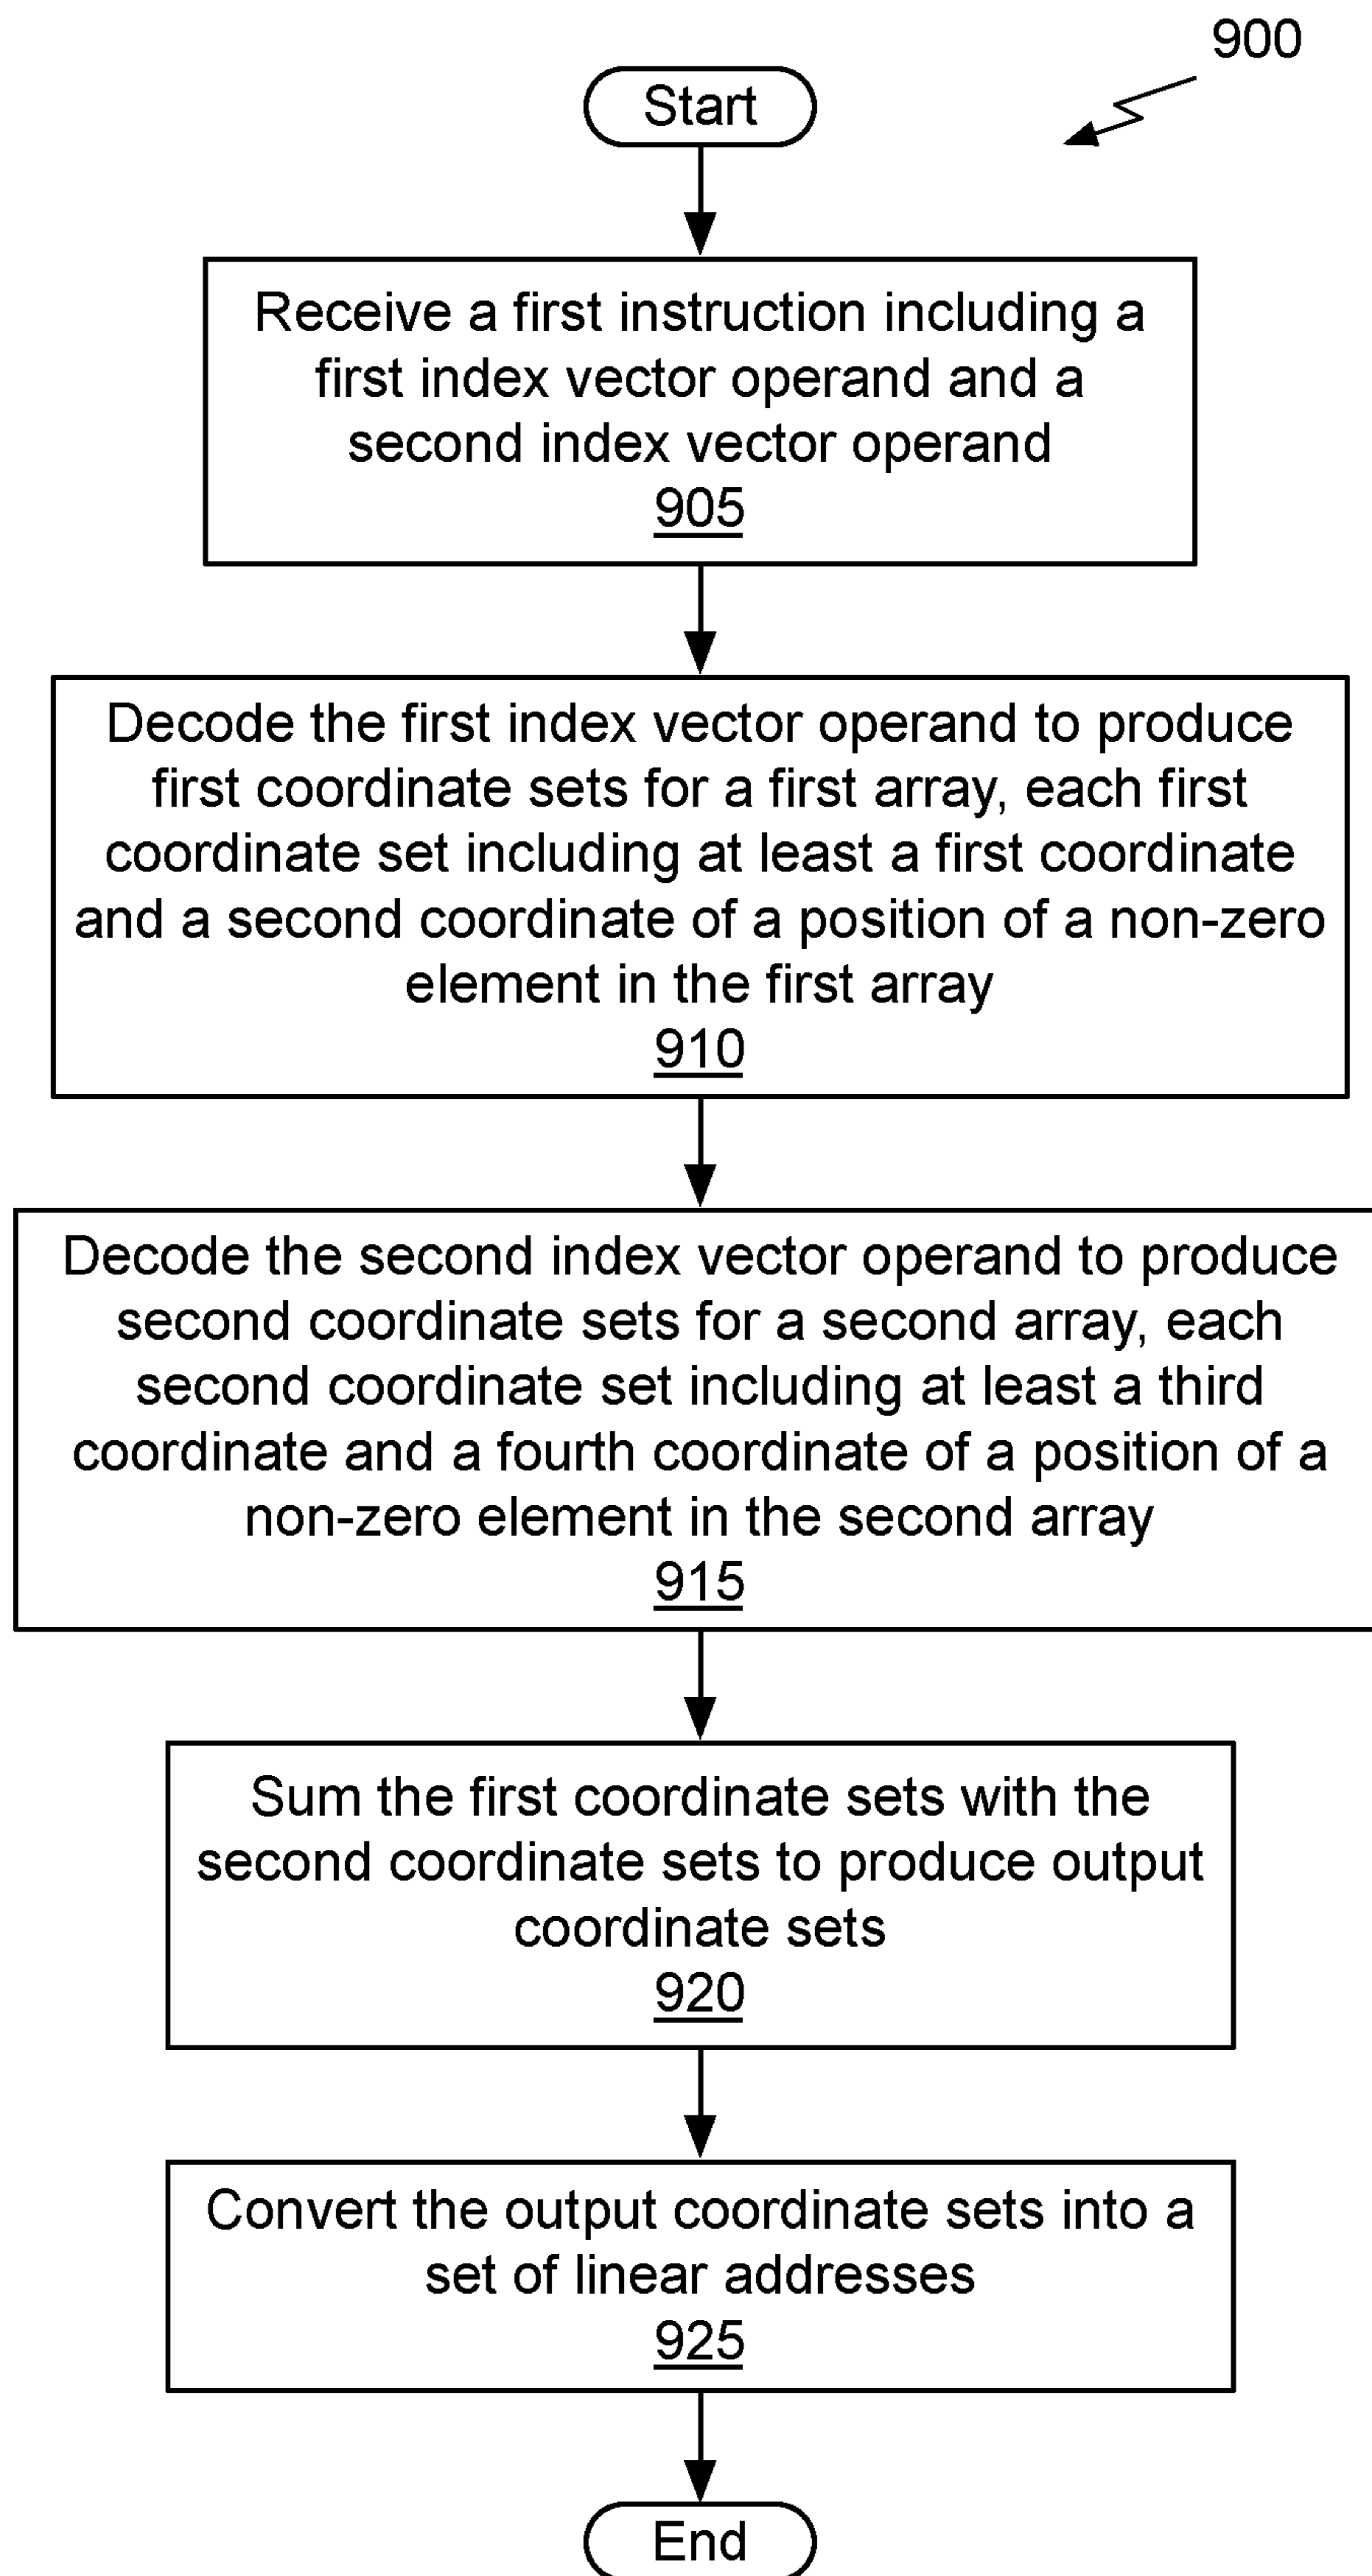 900
Start
Receive a first instruction including a
first index vector operand and a
second index vector operand
905
Decode the first index vector operand to produce
first coordinate sets for a first array, each first
coordinate set including at least a first coordinate
and a second coordinate of a position of a non-zero
element in the first array
910
Decode the second index vector operand to produce
second coordinate sets for a second array, each
second coordinate set including at least a third
coordinate and a fourth coordinate of a position of a
non-zero element in the second array
915
Sum the first coordinate sets with the
second coordinate sets to produce output
coordinate sets
920
Convert the output coordinate sets into a
set of linear addresses
925
End